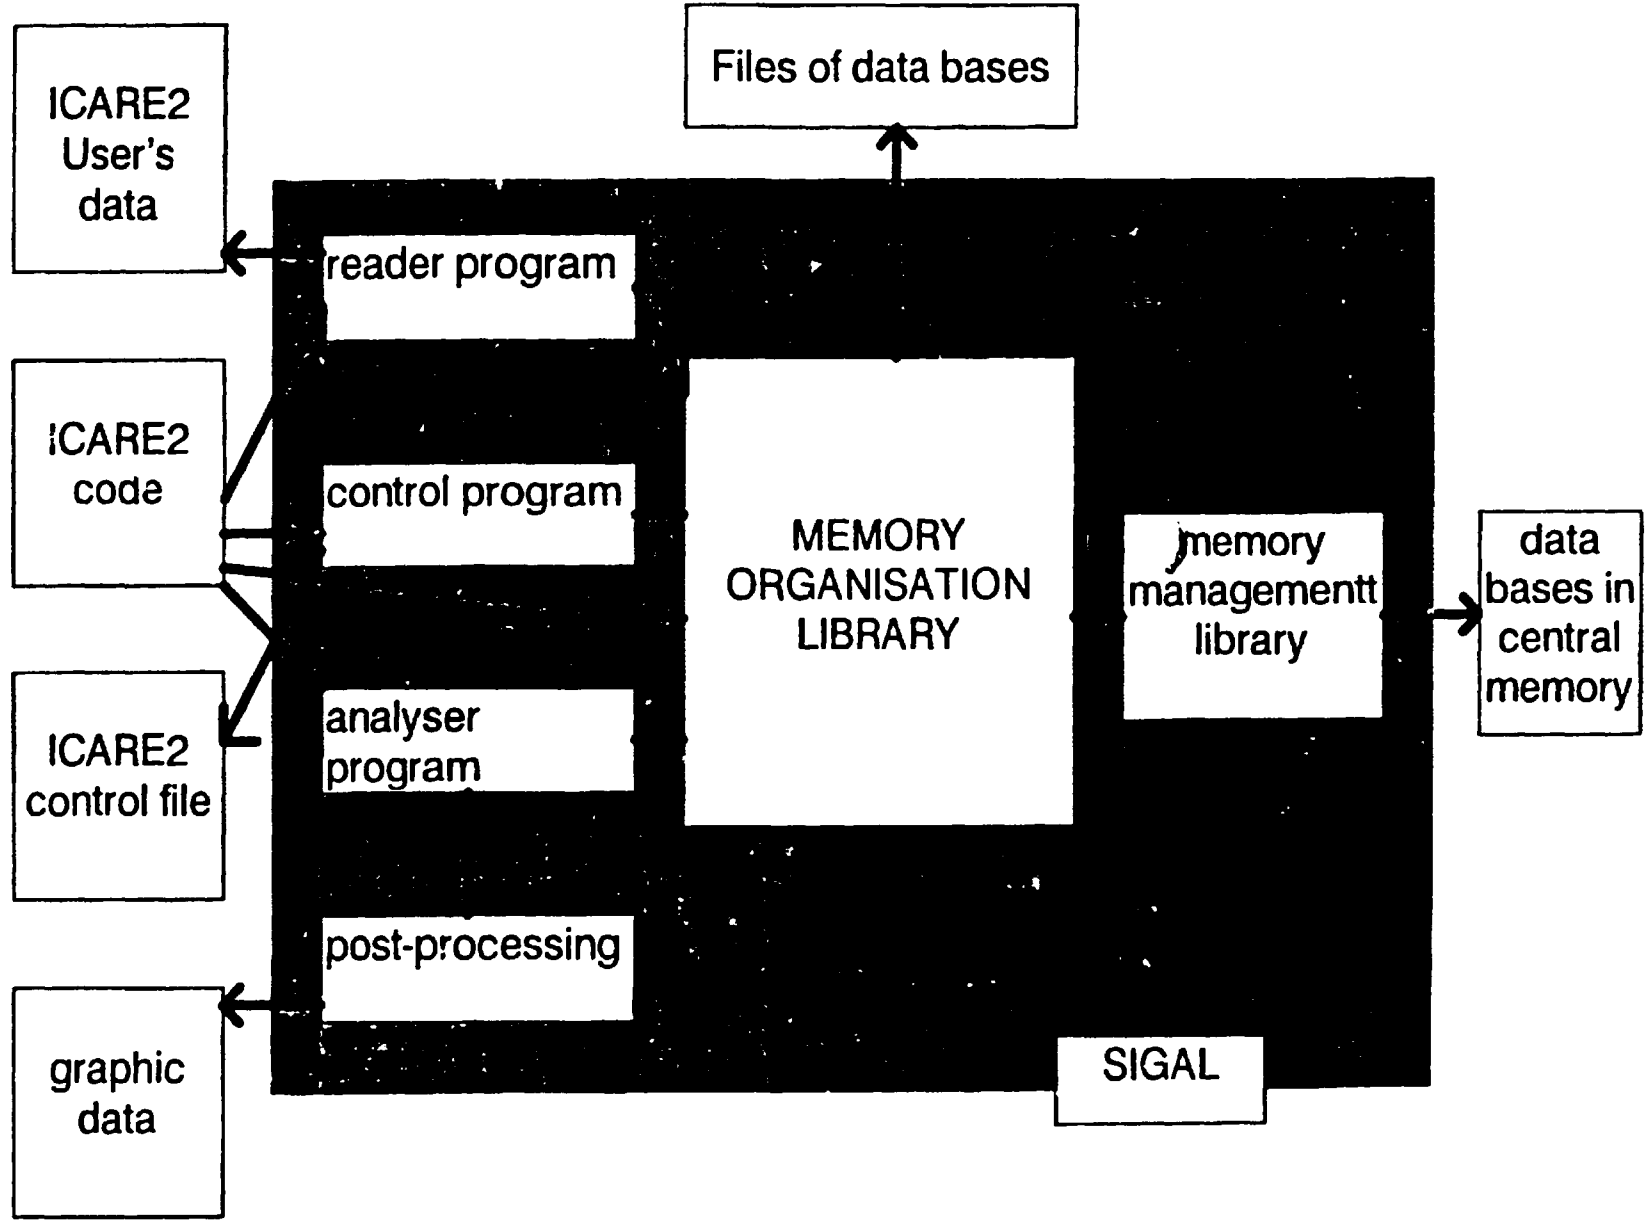 Files of data bases
ICARE2
User's
data
reader program
ICARE2
code
control program
MEMORY
ORGANISATION
LIBRARY
memory
managementt
library
data
bases in
central
memory
analyser
program
ICARE2
control file
post-processing
graphic
data
SIGAL